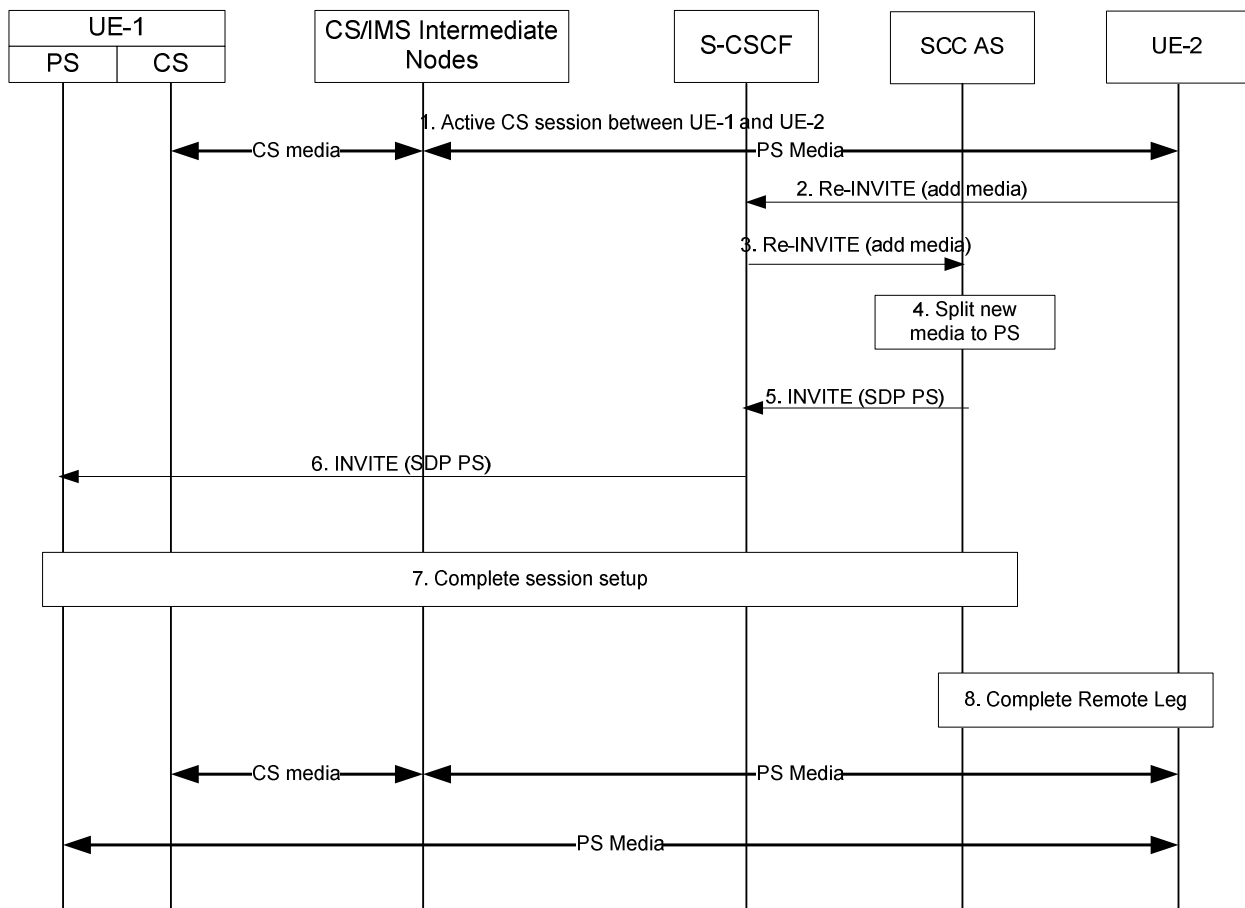 UE-1
PS
CS
CS/IMS Intermediate
Nodes
S-CSCF
SCC AS
UE-2
1. Active CS session between UE-1 and UE-2
CS media
PS Media
2. Re-INVITE (add media)
3. Re-INVITE (add media)
4. Split new
media to PS
5. INVITE (SDP PS)
6. INVITE (SDP PS)
7. Complete session setup
8. Complete Remote Leg
CS media
PS Media
PS Media